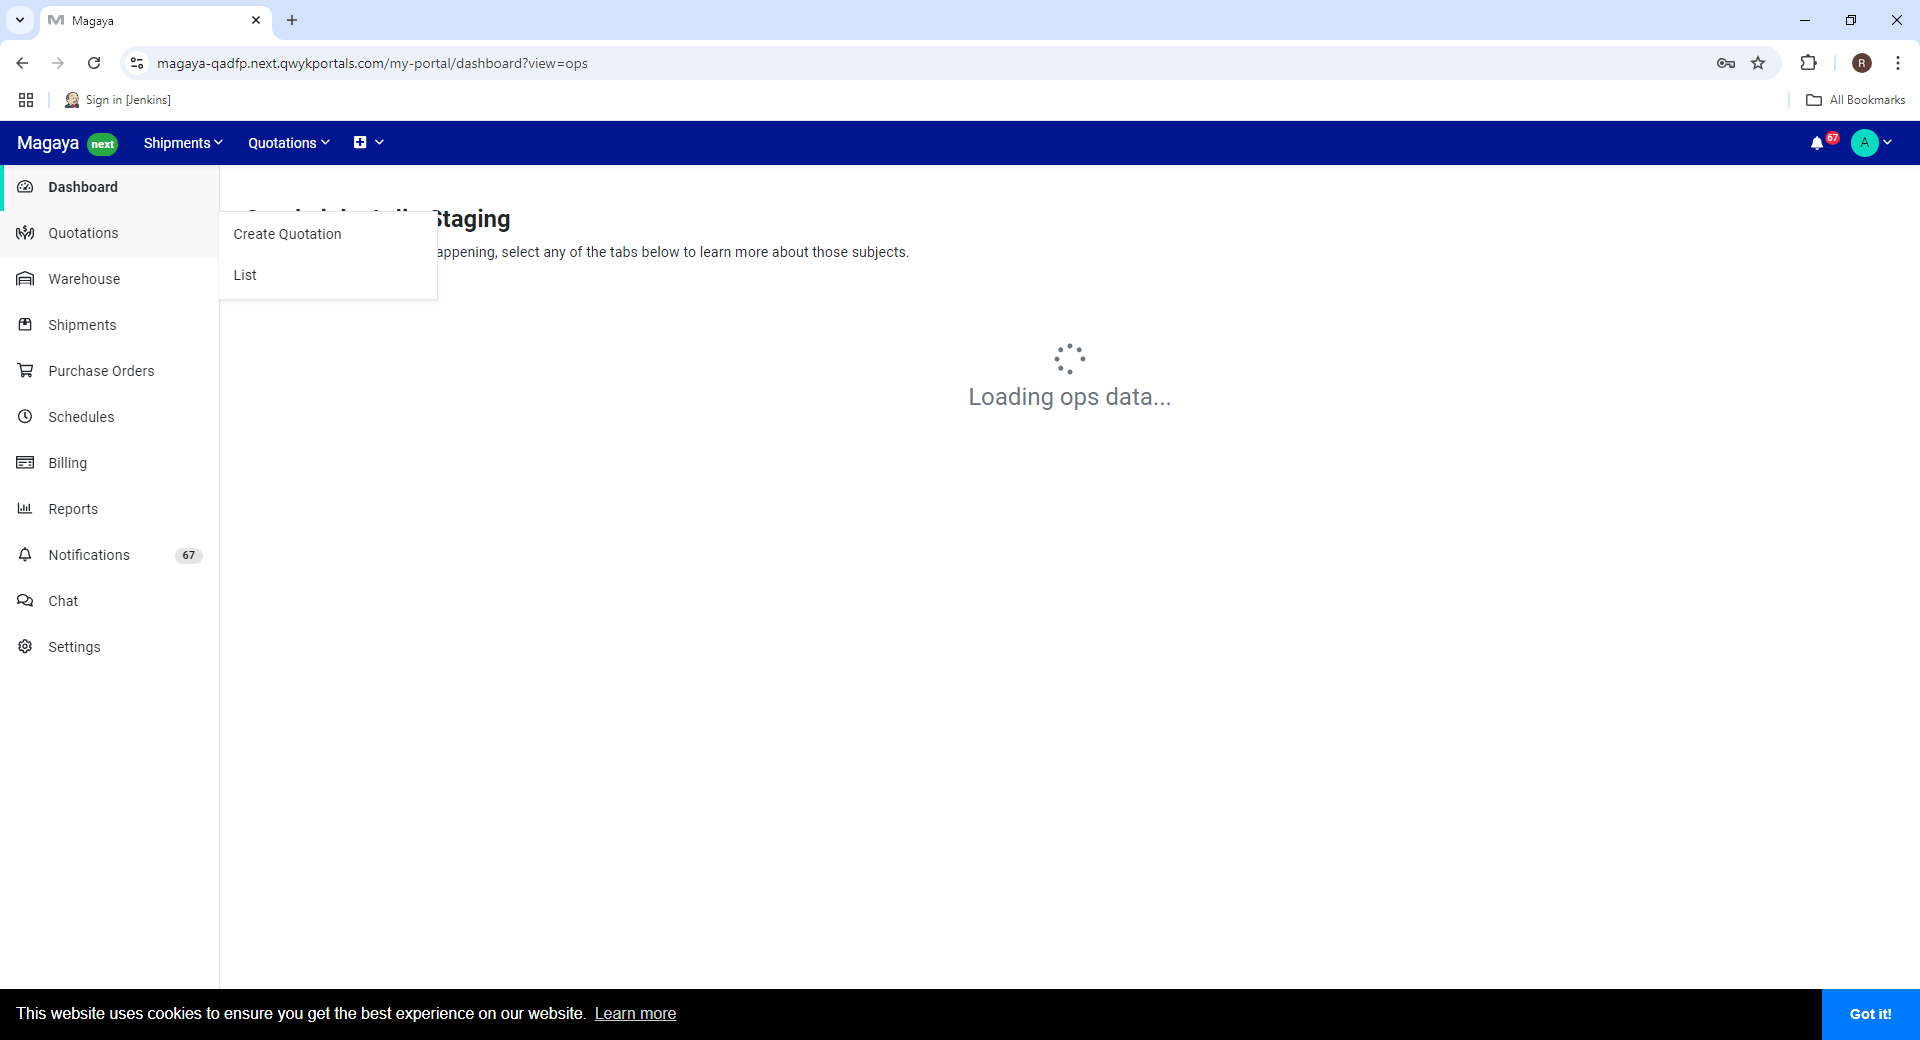 Magaya
magaya-qadfp.next.qwykportals.com/my-portal/dashboard?view=ops
R
Sign in [Jenkins]
All Bookmarks
Magaya next Shipments Quotations
67
A
Dashboard
Quotations
Warehouse
Shipments
Purchase Orders
Schedules
Billing
Reports
Notifications 67
Chat
Settings
Create Quotation
List
Staging
appening, select any of the tabs below to learn more about those subjects.
Loading ops data...
This website uses cookies to ensure you get the best experience on our website. Learn more
Got it!